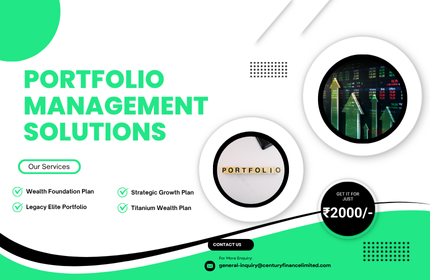 PORTFOLIO
MANAGEMENT
SOLUTIONS
Our Services
Wealth Foundation Plan
Strategic Growth Plan
Legacy Elite Portfolio
Titanium Wealth Plan
PORTFOLIO
GET IT FOR
JUST
₹2000/-
CONTACT US
For More Enquiry
general-inquiry@centuryfinancelimited.com